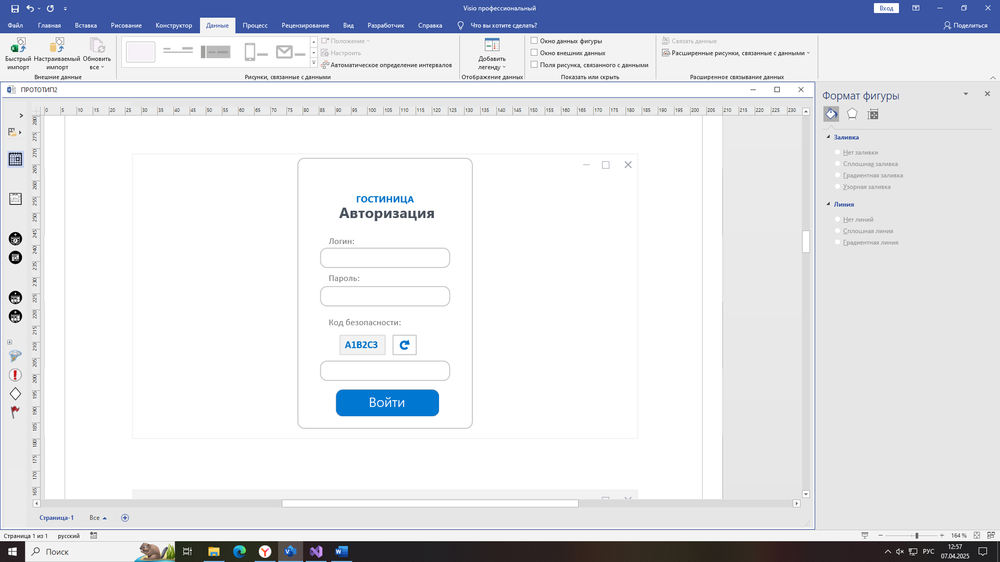 Visio профессиональный
Вход
Файл
Главная
Вставка
Рисование
Конструктор
Данные
Процесс
Рецензирование
Вид
Разработчик
Справка
Что вы хотите сделать?
Поделиться
Быстрый импорт
Настраиваемый импорт
Обновить все
Внешние данные
Положение
Настроить
Автоматическое определение интервалов
Рисунки, связанные с данными
Добавить легенду
Отображение данных
Окно данных фигуры
Окно внешних данных
Поля рисунка, связанного с данными
Показать или скрыть
Связать данные
Расширенные рисунки, связанные с данными
Расширенное связывание данных
ПРОТОТИП2
0 5 10 15 20 25 30 35 40 45 50 55 60 65 70 75 80 85 90 95 100 105 110 115 120 125 130 135 140 145 150 155 160 165 170 175 180 185 190 195 200 205 210 215 220 225 230
280 275 270 265 260 255 250 245 240 235 230 225 220 215 210 205 200 195 190 185 180 175 170 165
ГОСТИНИЦА
Авторизация
Логин:
Пароль:
Код безопасности:
A1B2C3
Войти
Формат фигуры
Заливка
Нет заливки
Сплошная заливка
Градиентная заливка
Узорная заливка
Линия
Нет линий
Сплошная линия
Градиентная линия
Страница-1
Все
Страница 1 из 1
русский
164 %
Поиск
РУС
12:57
07.04.2025